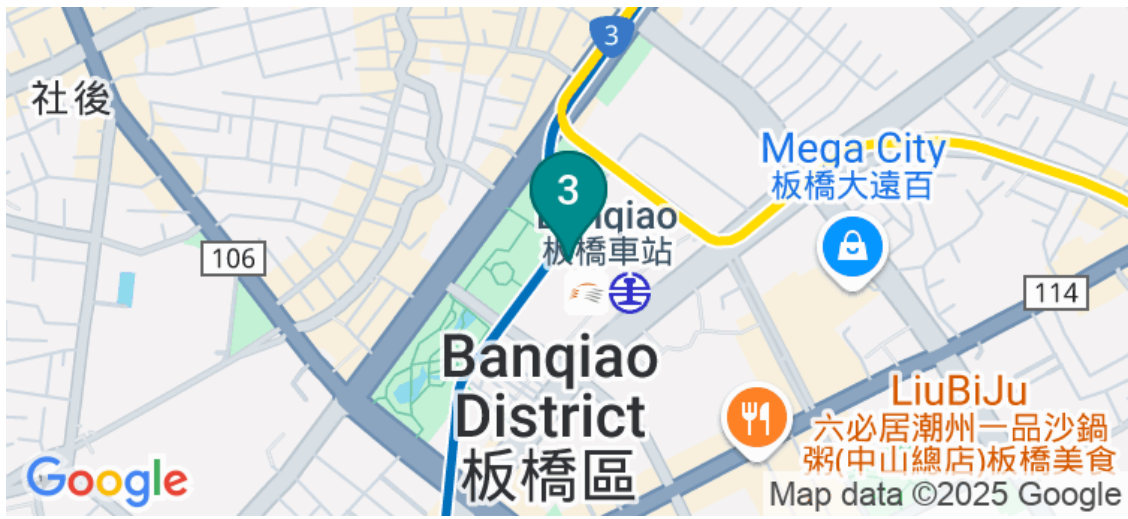 3
社後
Mega City
板橋大遠百
3
Banqiao
板橋車站
106
114
Banqiao
District
板橋區
LiuBiJu
六必居潮州一品沙鍋
粥(中山總店)板橋美食
Google
Map data ©2025 Google